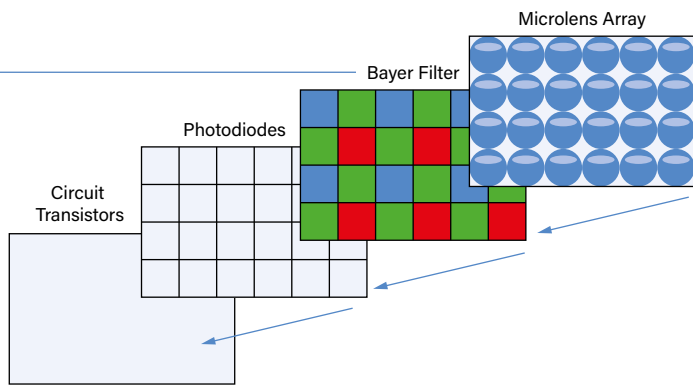 Microlens Array
Bayer Filter
Photodiodes
Circuit
Transistors